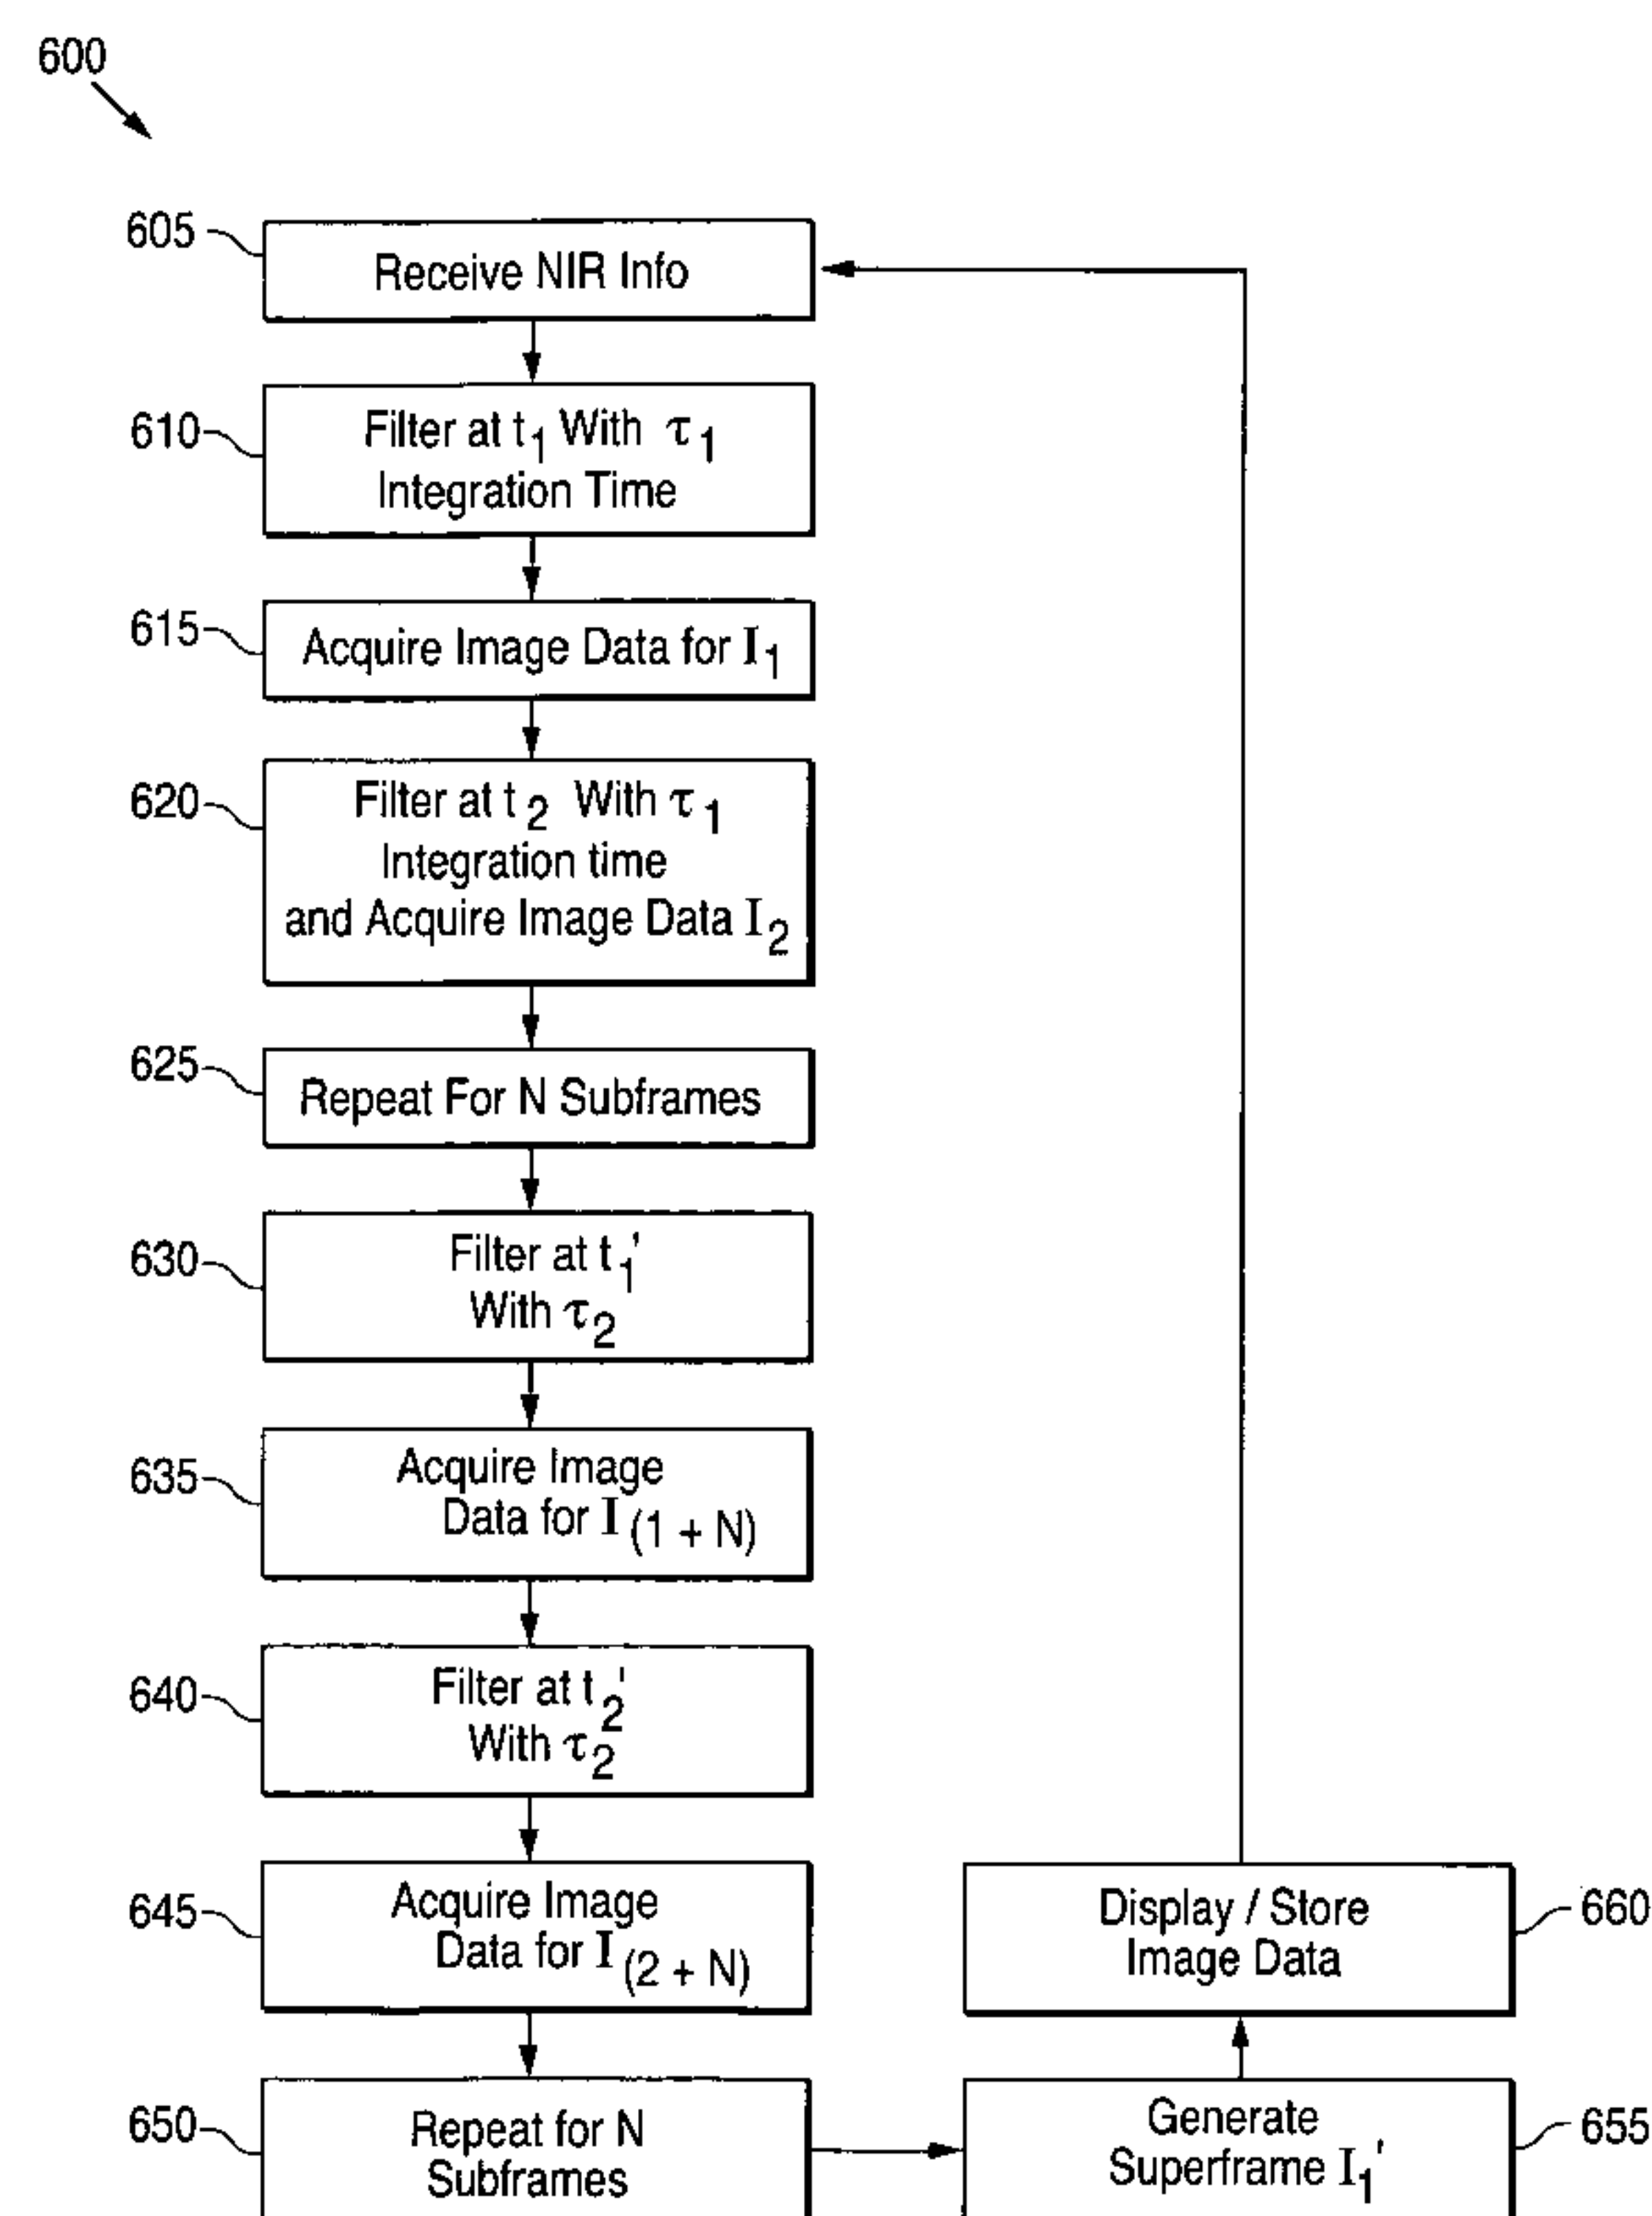 600
605
Receive NIR Info
610
Filter at t₁ With τ₁
Integration Time
615
Acquire Image Data for I₁
620
Filter at t₂ With τ₁
Integration time
and Acquire Image Data I₂
625
Repeat For N Subframes
630
Filter at t₁'
With τ₂
635
Acquire Image
Data for I₍₁ ₊ N₎
640
Filter at t₂'
With τ₂
645
Acquire Image
Data for I₍₂ ₊ N₎
650
Repeat for N
Subframes
660
Display / Store
Image Data
655
Generate
Superframe I₁'